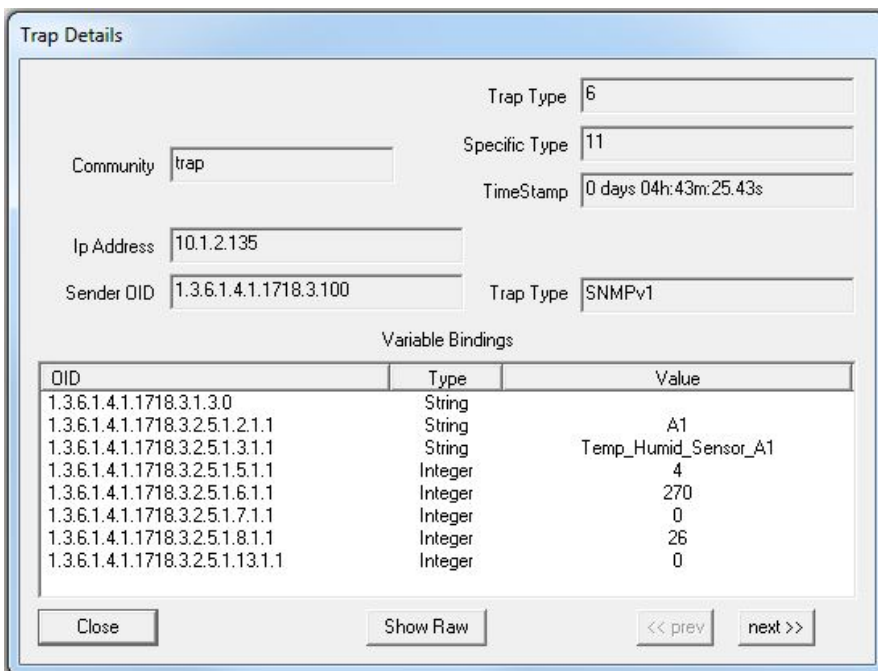 Trap Details
Trap Type 6
Community trap
Specific Type 11
TimeStamp 0 days 04h:43m:25.43s
Ip Address 10.1.2.135
Sender OID 1.3.6.1.4.1.1718.3.100
Trap Type SNMPv1
Variable Bindings
OID Type Value
1.3.6.1.4.1.1718.3.1.3.0 String
1.3.6.1.4.1.1718.3.2.5.1.2.1.1 String A1
1.3.6.1.4.1.1718.3.2.5.1.3.1.1 String Temp_Humid_Sensor_A1
1.3.6.1.4.1.1718.3.2.5.1.5.1.1 Integer 4
1.3.6.1.4.1.1718.3.2.5.1.6.1.1 Integer 270
1.3.6.1.4.1.1718.3.2.5.1.7.1.1 Integer 0
1.3.6.1.4.1.1718.3.2.5.1.8.1.1 Integer 26
1.3.6.1.4.1.1718.3.2.5.1.13.1.1 Integer 0
Close Show Raw << prev next >>